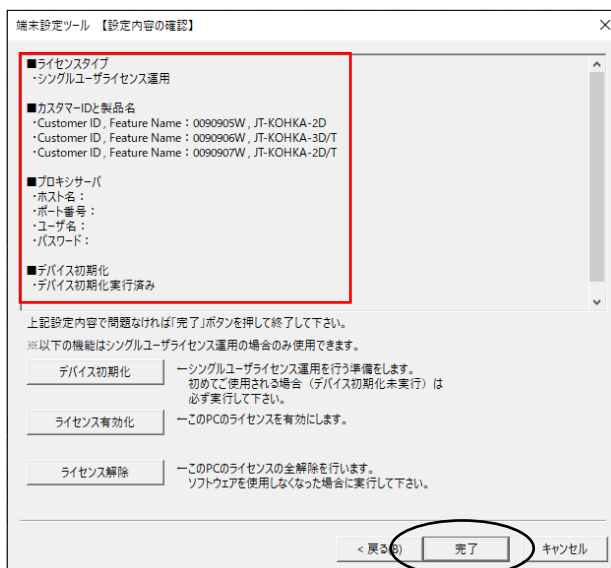 端末設定ツール 【設定内容の確認】
■ライセンスタイプ
・シングルユーザライセンス運用
■カスタマーIDと製品名
・Customer ID , Feature Name : 0090905W , JT-KOHKA-2D
・Customer ID , Feature Name : 0090906W , JT-KOHKA-3D/T
・Customer ID , Feature Name : 0090907W , JT-KOHKA-2D/T
■プロキシサーバ
・ホスト名：
・ポート番号：
・ユーザ名：
・パスワード：
■デバイス初期化
・デバイス初期化実行済み
上記設定内容で問題なければ「完了」ボタンを押して終了して下さい。
※以下の機能はシングルユーザライセンス運用の場合のみ使用できます。
デバイス初期化
←シングルユーザライセンス運用を行う準備をします。
初めてご使用される場合（デバイス初期化未実行）は
必ず実行して下さい。
ライセンス有効化
←このPCのライセンスを有効にします。
ライセンス解除
←このPCのライセンスの全解除を行います。
ソフトウェアを使用しなくなった場合に実行して下さい。
< 戻る(B)
完了
キャンセル